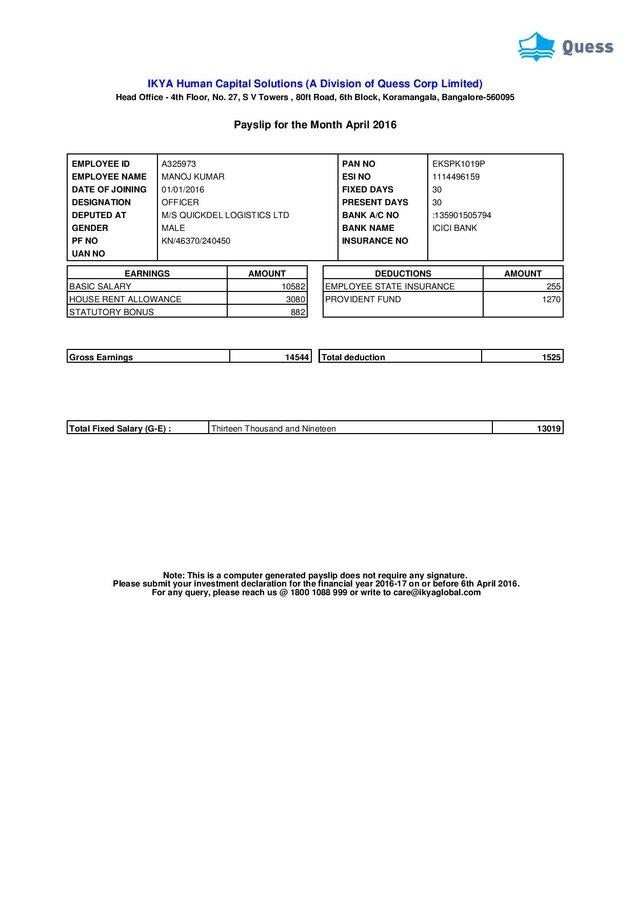 Quess
IKYA Human Capital Solutions (A Division of Quess Corp Limited)
Head Office - 4th Floor, No. 27, S V Towers , 80ft Road, 6th Block, Koramangala, Bangalore-560095
Payslip for the Month April 2016
EMPLOYEE ID A325973 PAN NO EKSPK1019P
EMPLOYEE NAME MANOJ KUMAR ESI NO 1114496159
DATE OF JOINING 01/01/2016 FIXED DAYS 30
DESIGNATION OFFICER PRESENT DAYS 30
DEPUTED AT M/S QUICKDEL LOGISTICS LTD BANK A/C NO :135901505794
GENDER MALE BANK NAME ICICI BANK
PF NO KN/46370/240450 INSURANCE NO
UAN NO
EARNINGS AMOUNT DEDUCTIONS AMOUNT
BASIC SALARY 10582 EMPLOYEE STATE INSURANCE 255
HOUSE RENT ALLOWANCE 3080 PROVIDENT FUND 1270
STATUTORY BONUS 882
Gross Earnings 14544 Total deduction 1525
Total Fixed Salary (G-E) : Thirteen Thousand and Nineteen 13019
Note: This is a computer generated payslip does not require any signature.
Please submit your investment declaration for the financial year 2016-17 on or before 6th April 2016.
For any query, please reach us @ 1800 1088 999 or write to care@ikyaglobal.com